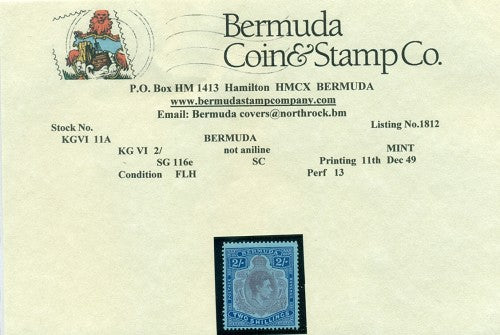 Bermuda
Coin&Stamp Co.
P.O. Box HM 1413 Hamilton HMCX BERMUDA
www.bermudastampcompany.com
Email: Bermuda covers@northrock.bm
Stock No. Listing No.1812
KGVI 11A BERMUDA MINT
KG VI 2/ not aniline
SG 116e SC Printing 11th Dec 49
Condition FLH Perf 13
BERMUDA
2/- 2/-
TWO SHILLINGS